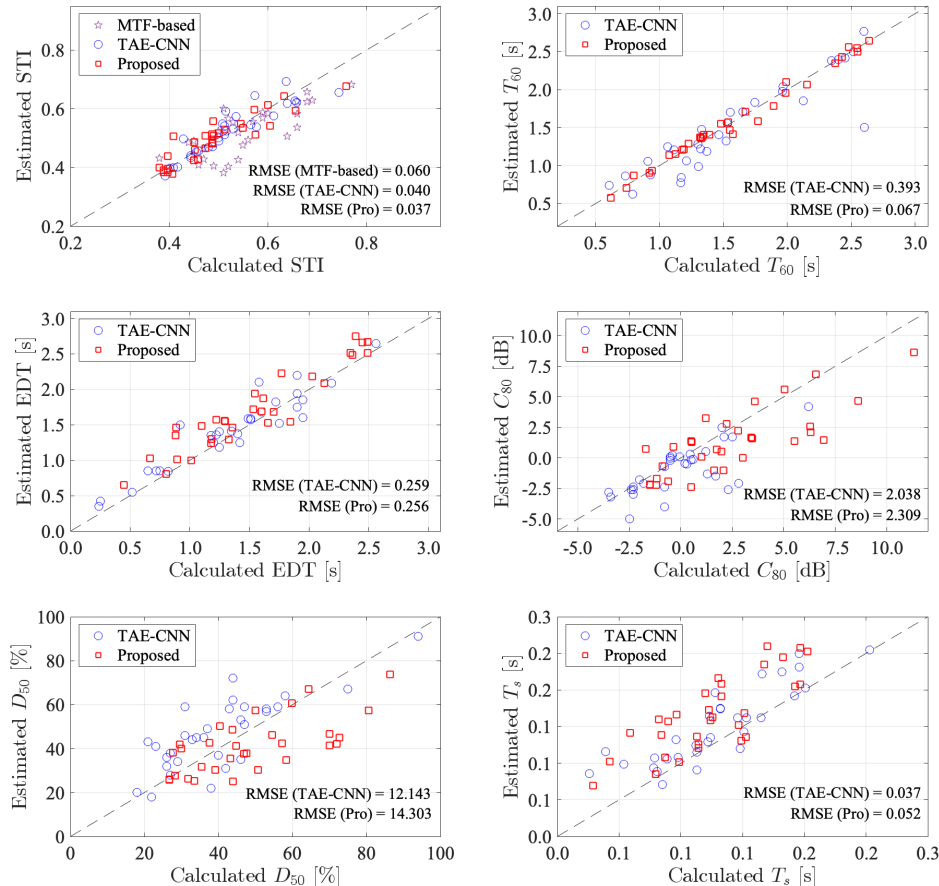 MTF-based
TAE-CNN
Proposed
RMSE (MTF-based) = 0.060
RMSE (TAE-CNN) = 0.040
RMSE (Pro) = 0.037
0.8
0.6
0.4
0.2
0.2
0.4
0.6
0.8
Estimated STI
Calculated STI
TAE-CNN
Proposed
RMSE (TAE-CNN) = 0.393
RMSE (Pro) = 0.067
3.0
2.5
2.0
1.5
1.0
0.5
0.5
1.0
1.5
2.0
2.5
3.0
Estimated T60 [s]
Calculated T60 [s]
TAE-CNN
Proposed
RMSE (TAE-CNN) = 0.259
RMSE (Pro) = 0.256
3.0
2.5
2.0
1.5
1.0
0.5
0.0
0.0
0.5
1.0
1.5
2.0
2.5
3.0
Estimated EDT [s]
Calculated EDT [s]
TAE-CNN
Proposed
RMSE (TAE-CNN) = 2.038
RMSE (Pro) = 2.309
10.0
7.5
5.0
2.5
0.0
-2.5
-5.0
-5.0
-2.5
0.0
2.5
5.0
7.5
10.0
Estimated C80 [dB]
Calculated C80 [dB]
TAE-CNN
Proposed
RMSE (TAE-CNN) = 12.143
RMSE (Pro) = 14.303
100
80
60
40
20
0
0
20
40
60
80
100
Estimated D50 [%]
Calculated D50 [%]
TAE-CNN
Proposed
RMSE (TAE-CNN) = 0.037
RMSE (Pro) = 0.052
0.3
0.2
0.2
0.1
0.1
0.1
0.0
0.0
0.1
0.1
0.2
0.2
0.3
Estimated Ts [s]
Calculated Ts [s]